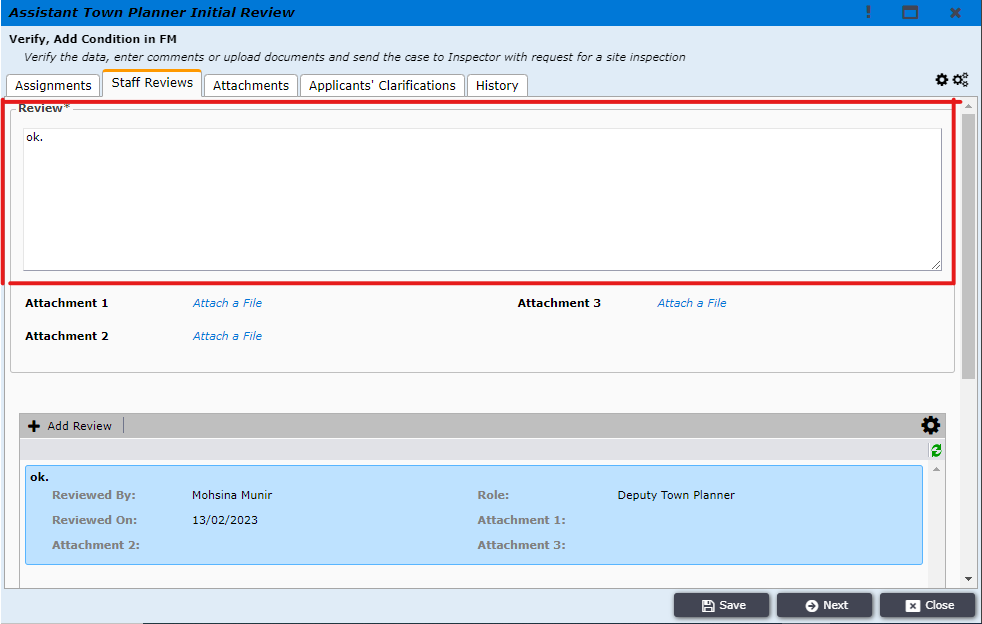 Assistant Town Planner Initial Review
Verify, Add Condition in FM
Verify the data, enter comments or upload documents and send the case to Inspector with request for a site inspection
Assignments Staff Reviews Attachments Applicants' Clarifications History
Review*
ok.
Attachment 1 Attach a File Attachment 3 Attach a File
Attachment 2 Attach a File
Add Review
ok.
Reviewed By: Mohsina Munir Role: Deputy Town Planner
Reviewed On: 13/02/2023 Attachment 1:
Attachment 2: Attachment 3:
Save Next Close